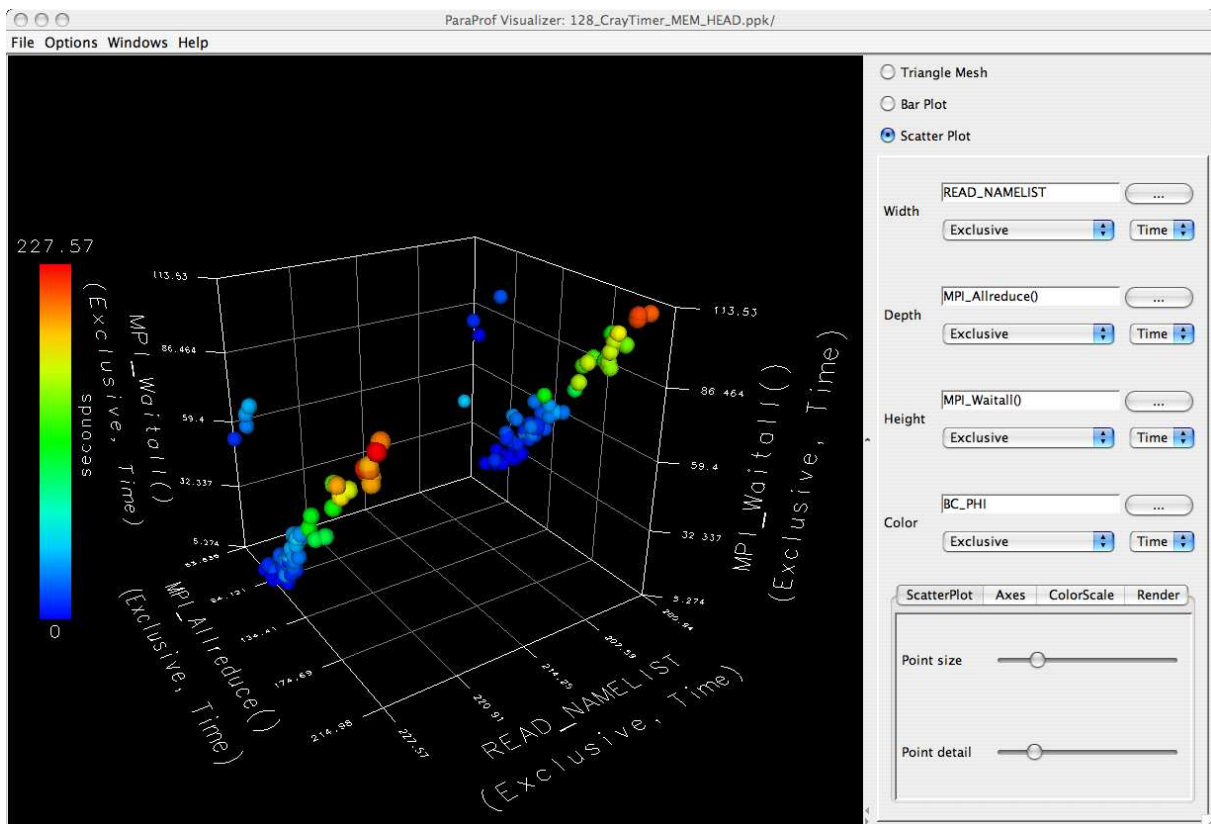 ParaProf Visualizer: 128_CrayTimer_MEM_HEAD.ppk/
File Options Windows Help
Triangle Mesh
Bar Plot
Scatter Plot
Width
READ_NAMELIST
...
Exclusive
Time
Depth
MPI_Allreduce()
...
Exclusive
Time
Height
MPI_Waitall()
...
Exclusive
Time
Color
BC_PHI
...
Exclusive
Time
ScatterPlot Axes ColorScale Render
Point size
Point detail
227.57
seconds
0
MPI_Waitall()
(Exclusive, Time)
113.53
86.464
59.4
32.337
5.274
94.121
134.41
174.69
214.98
MPI_Allreduce()
(Exclusive, Time)
227.57
220.91
214.25
READ_NAMELIST
(Exclusive, Time)
113.53
86.464
59.4
32.337
5.274
MPI_Waitall()
(Exclusive, Time)